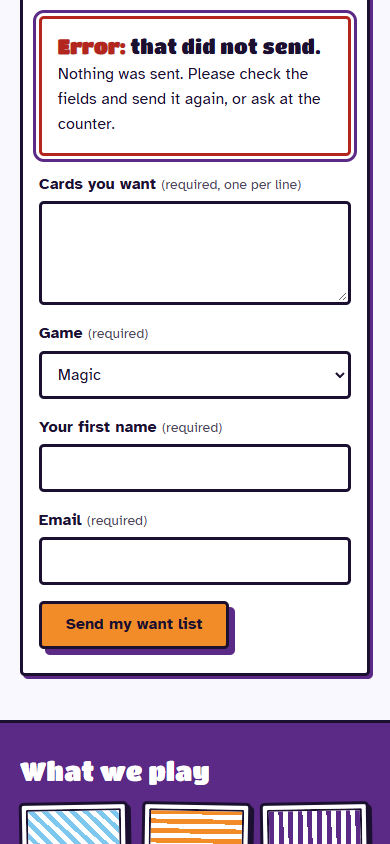 Error: that did not send.
Nothing was sent. Please check the
fields and send it again, or ask at the
counter.
Cards you want (required, one per line)
Game (required)
Magic
Your first name (required)
Email (required)
Send my want list
What we play